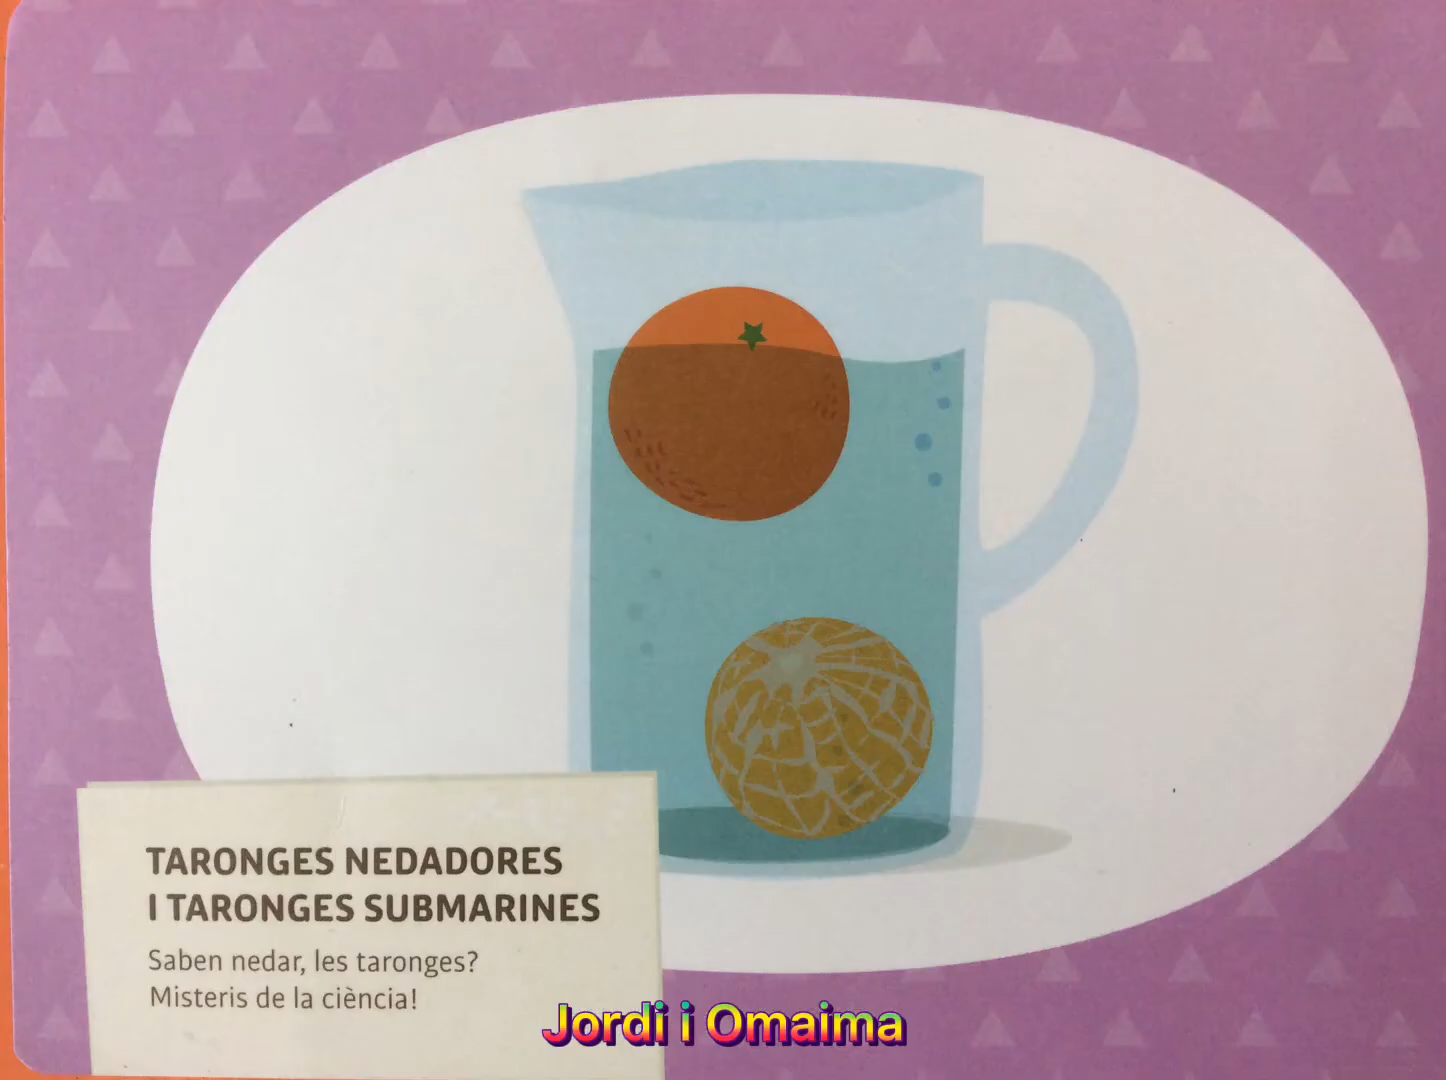 TARONGES NEDADORES
I TARONGES SUBMARINES
Saben nedar, les taronges?
Misteris de la ciència!
Jordi i Omaima